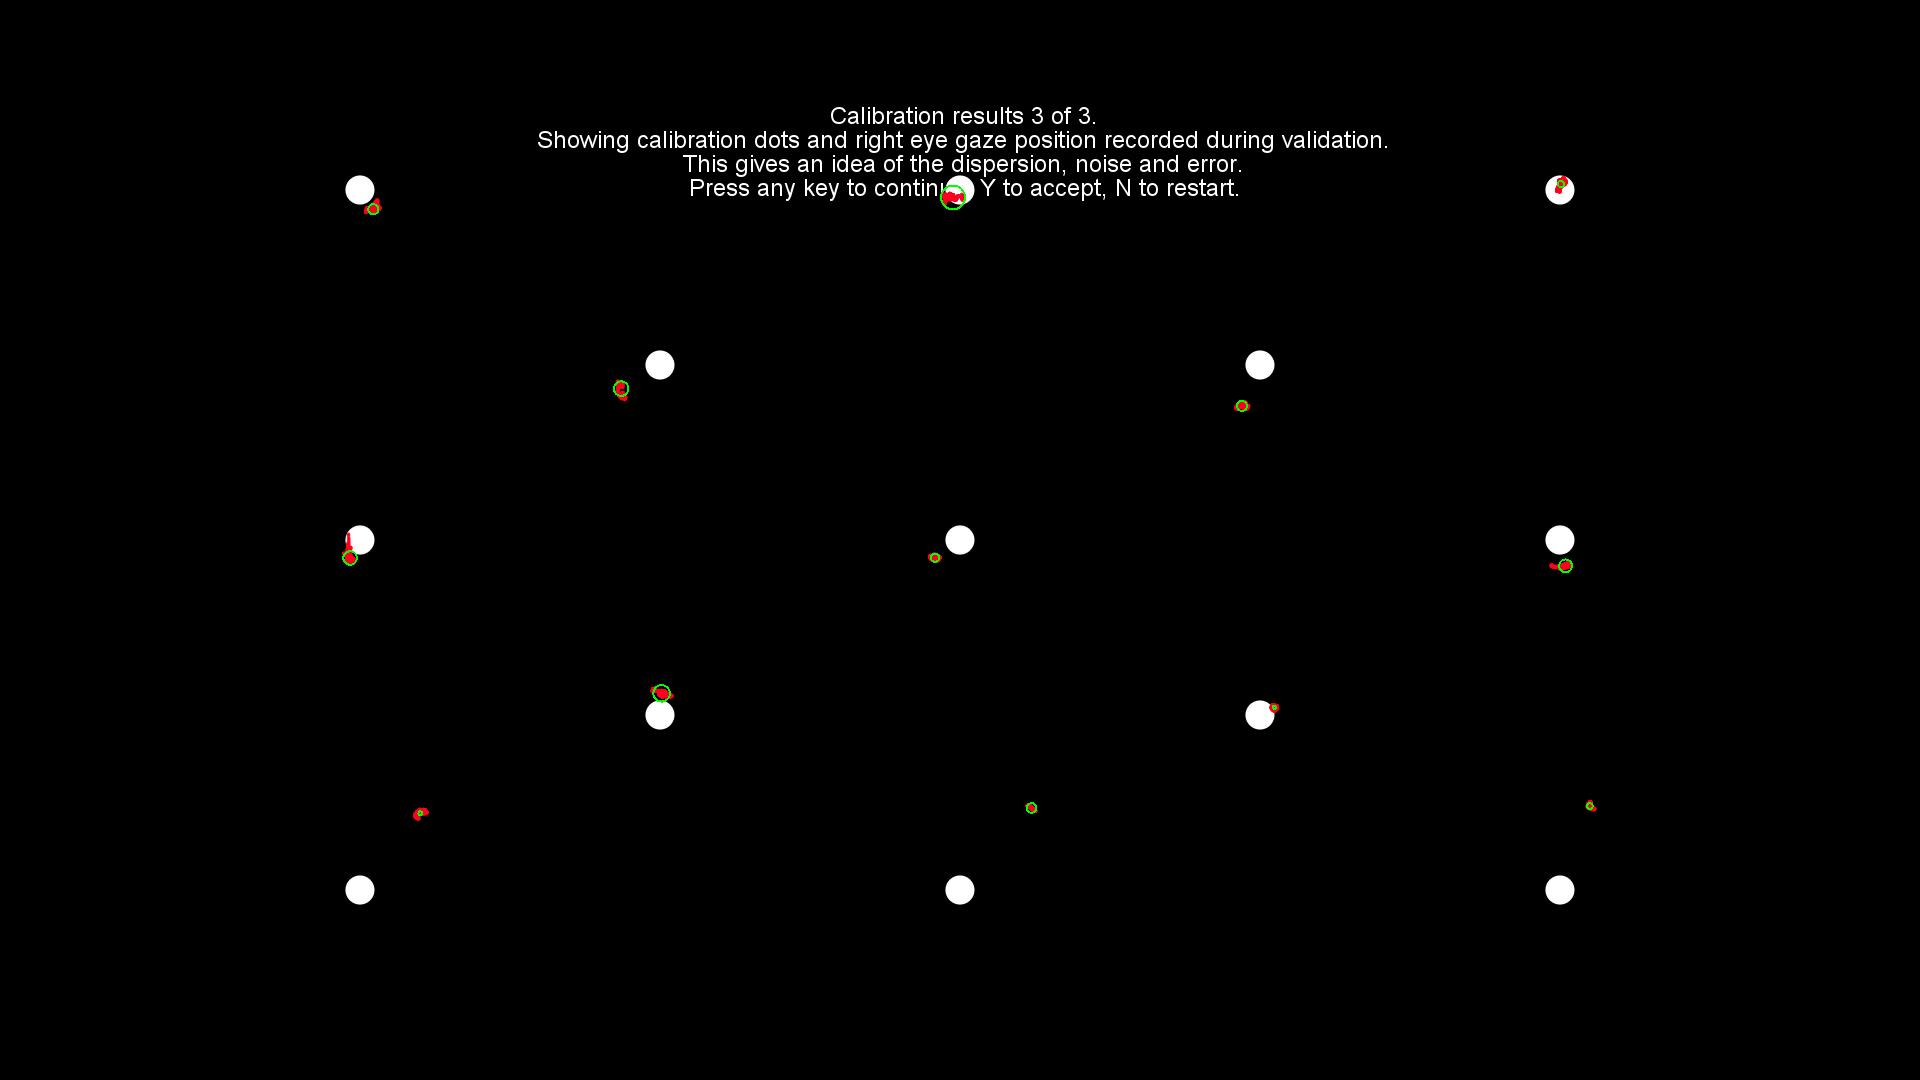 Calibration results 3 of 3.
Showing calibration dots and right eye gaze position recorded during validation.
This gives an idea of the dispersion, noise and error.
Press any key to continu Y to accept, N to restart.